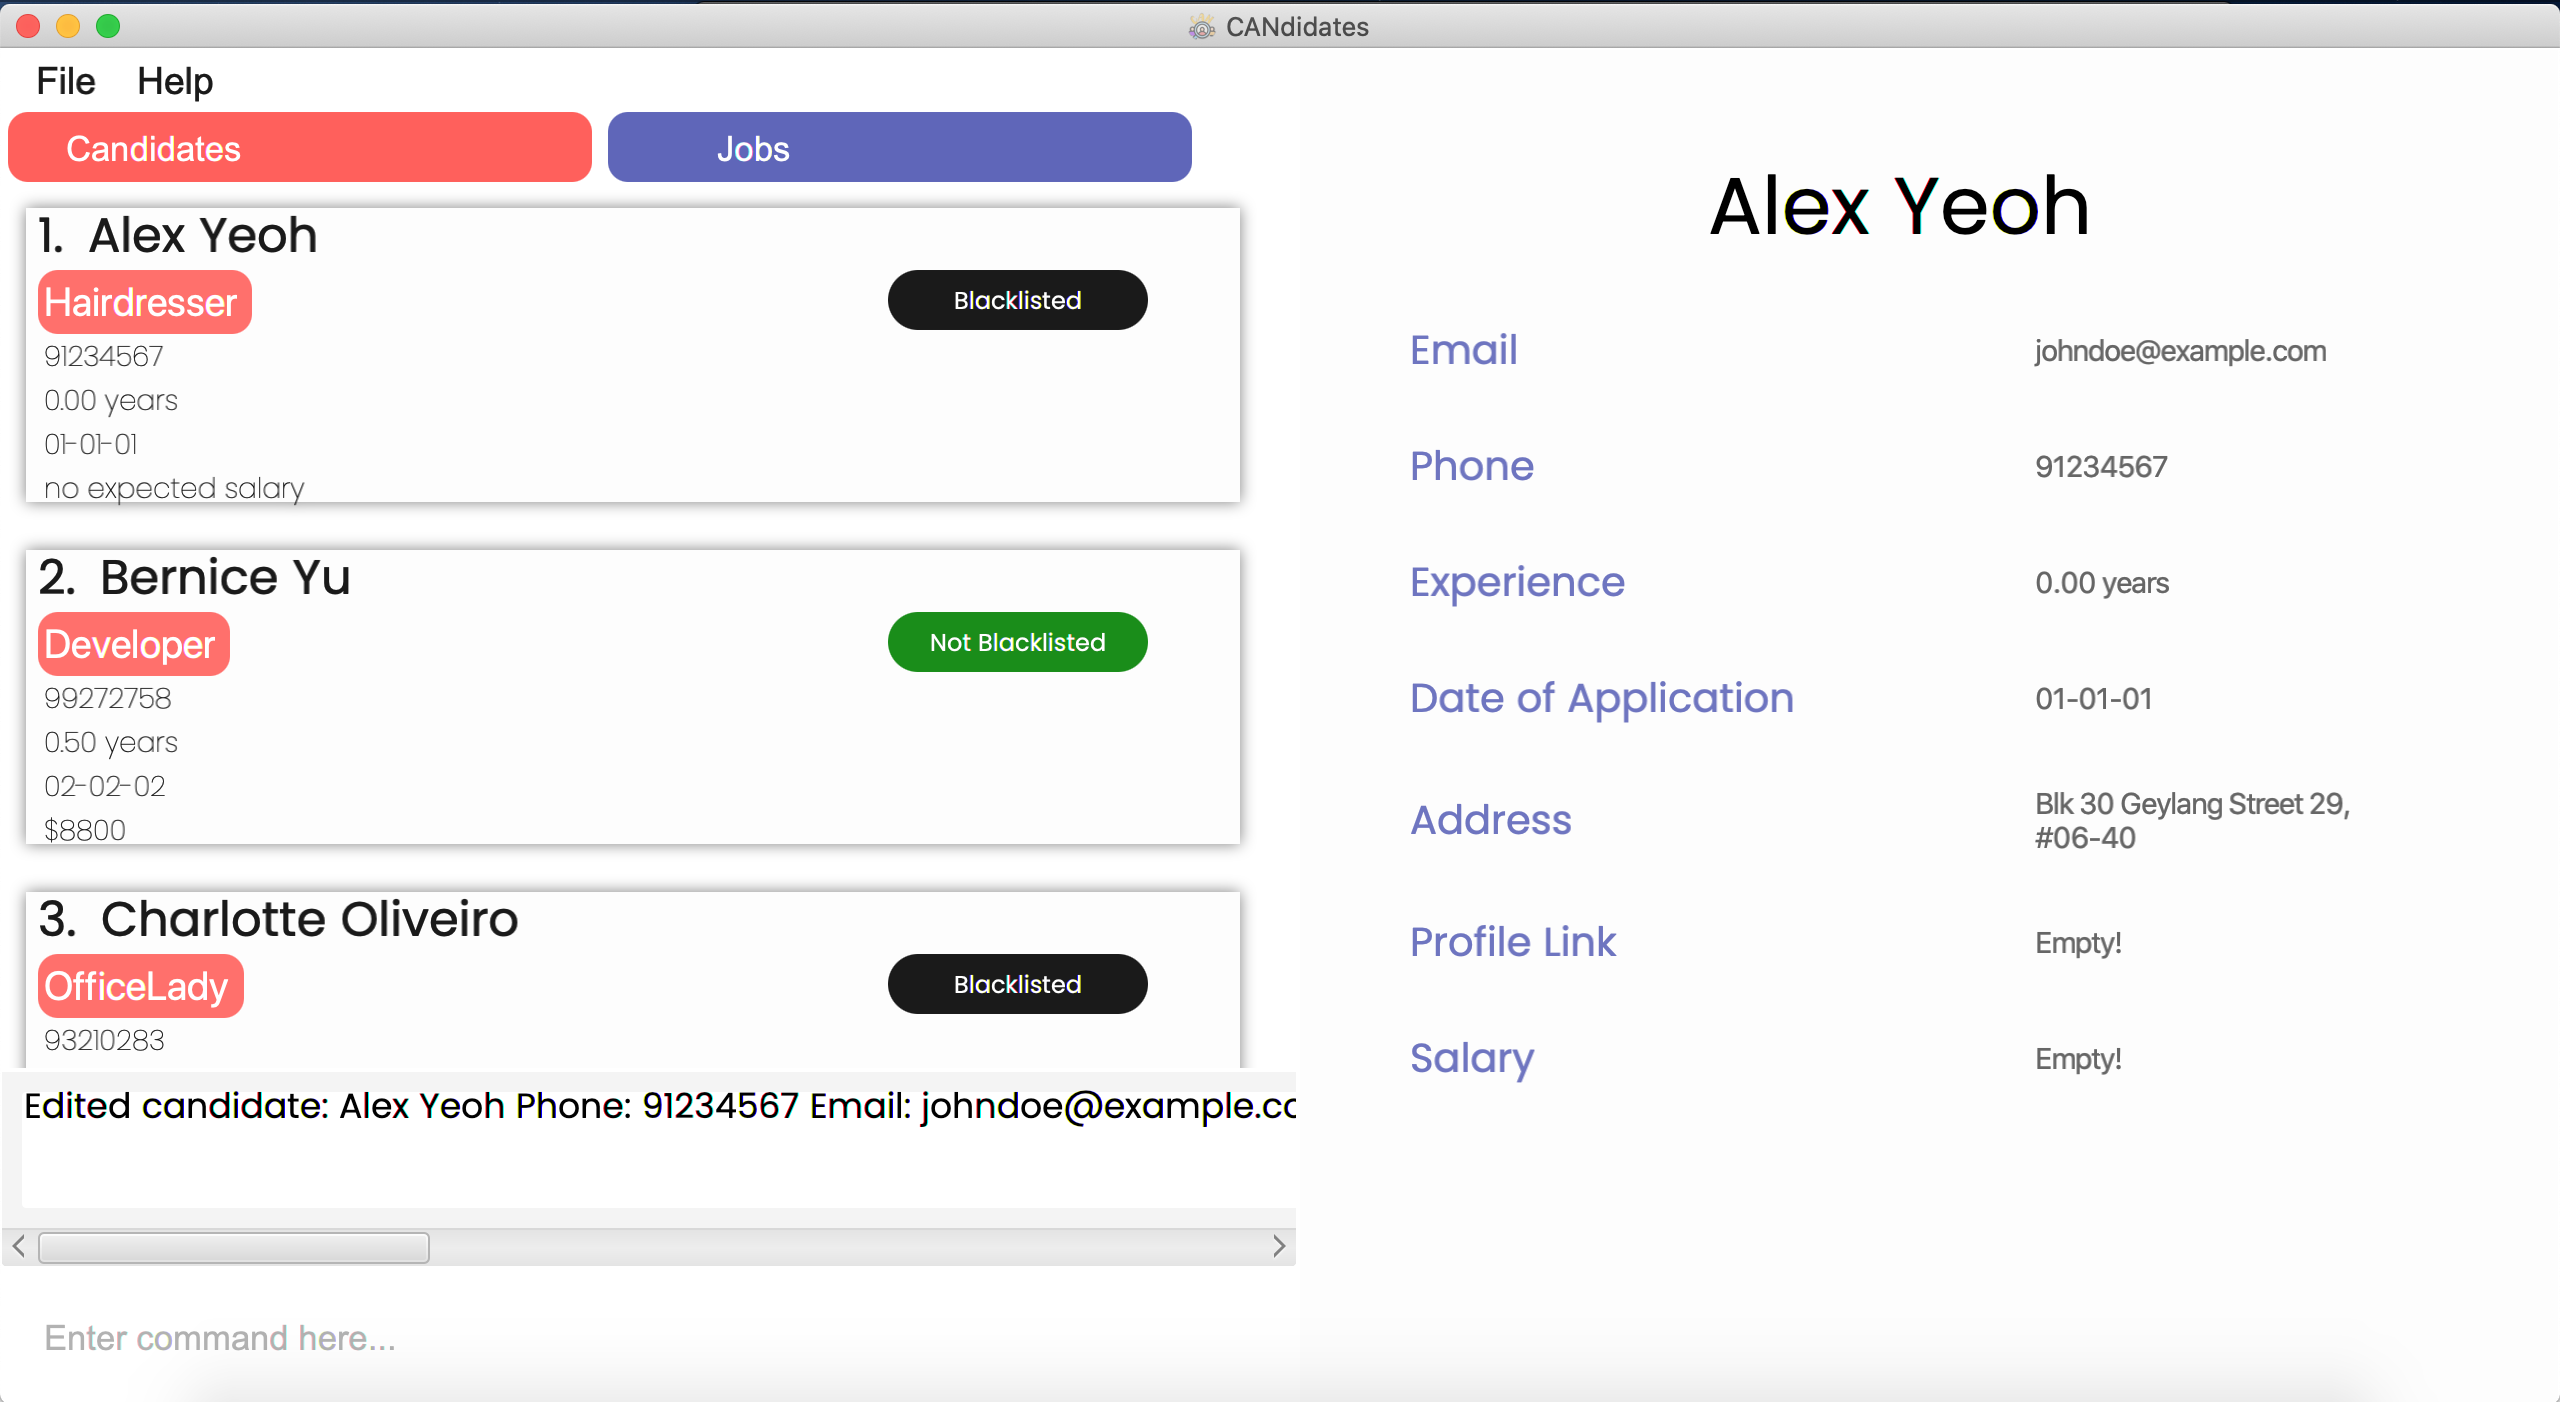 CANdidates
File Help
Candidates
Jobs
1. Alex Yeoh
Hairdresser
Blacklisted
91234567
0.00 years
01-01-01
no expected salary
2. Bernice Yu
Developer
Not Blacklisted
99272758
0.50 years
02-02-02
$8800
3. Charlotte Oliveiro
OfficeLady
Blacklisted
93210283
Edited candidate: Alex Yeoh Phone: 91234567 Email: johndoe@example.co
Enter command here...
Alex Yeoh
Email johndoe@example.com
Phone 91234567
Experience 0.00 years
Date of Application 01-01-01
Address Blk 30 Geylang Street 29,
#06-40
Profile Link Empty!
Salary Empty!